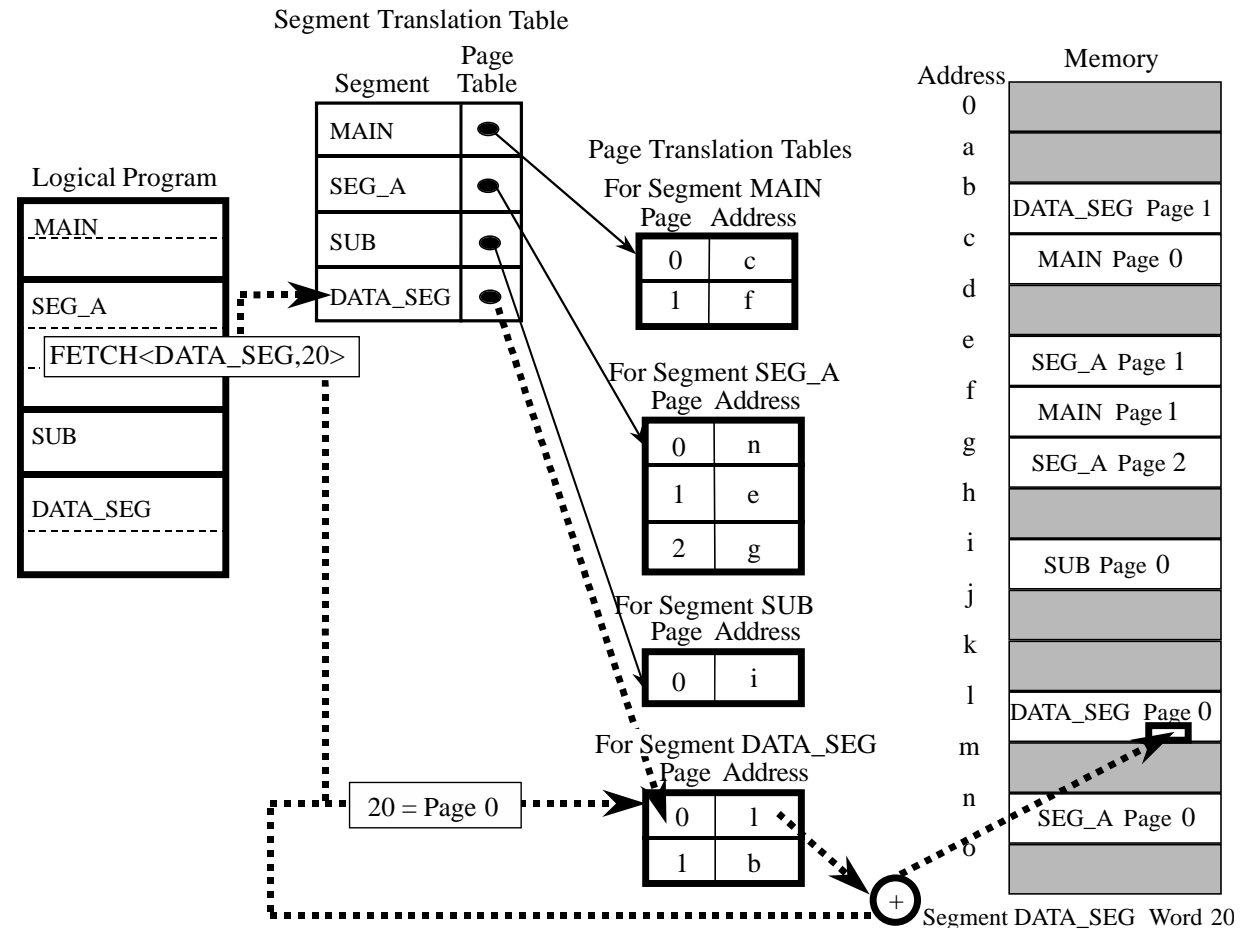 Segment Translation Table
Segment
Page
Table
MAIN
SEG_A
SUB
DATA_SEG
Logical Program
MAIN
SEG_A
FETCH<DATA_SEG,20>
SUB
DATA_SEG
20 = Page 0
Page Translation Tables
For Segment MAIN
Page Address
0 c
1 f
For Segment SEG_A
Page Address
0 n
1 e
2 g
For Segment SUB
Page Address
0 i
For Segment DATA_SEG
Page Address
0 l
1 b
+
Address
Memory
0
a
b
DATA_SEG Page 1
c
MAIN Page 0
d
e
SEG_A Page 1
f
MAIN Page 1
g
SEG_A Page 2
h
i
SUB Page 0
j
k
l
DATA_SEG Page 0
m
n
SEG_A Page 0
o
Segment DATA_SEG Word 20